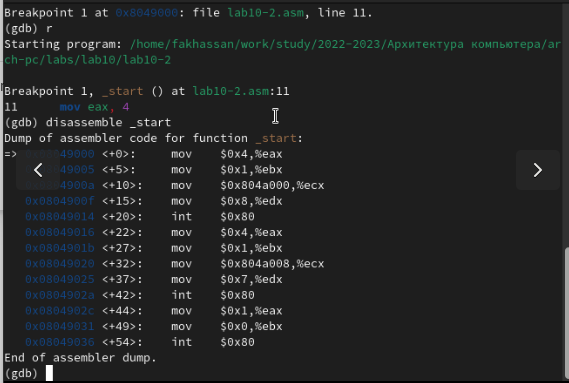 Breakpoint 1 at 0x8049000: file lab10-2.asm, line 11.
(gdb) r
Starting program: /home/fakhassan/work/study/2022-2023/Архитектура компьютера/ar
ch-pc/labs/lab10/lab10-2

Breakpoint 1, _start () at lab10-2.asm:11
11      mov eax, 4
(gdb) disassemble _start
Dump of assembler code for function _start:
=> 0x08049000 <+0>:     mov    $0x4,%eax
49005 <+5>:     mov    $0x1,%ebx
4900a <+10>:    mov    $0x804a000,%ecx
0x0804900f <+15>:    mov    $0x8,%edx
0x08049014 <+20>:    int    $0x80
0x08049016 <+22>:    mov    $0x4,%eax
0x0804901b <+27>:    mov    $0x1,%ebx
0x08049020 <+32>:    mov    $0x804a008,%ecx
0x08049025 <+37>:    mov    $0x7,%edx
0x0804902a <+42>:    int    $0x80
0x0804902c <+44>:    mov    $0x1,%eax
0x08049031 <+49>:    mov    $0x0,%ebx
0x08049036 <+54>:    int    $0x80
End of assembler dump.
(gdb)